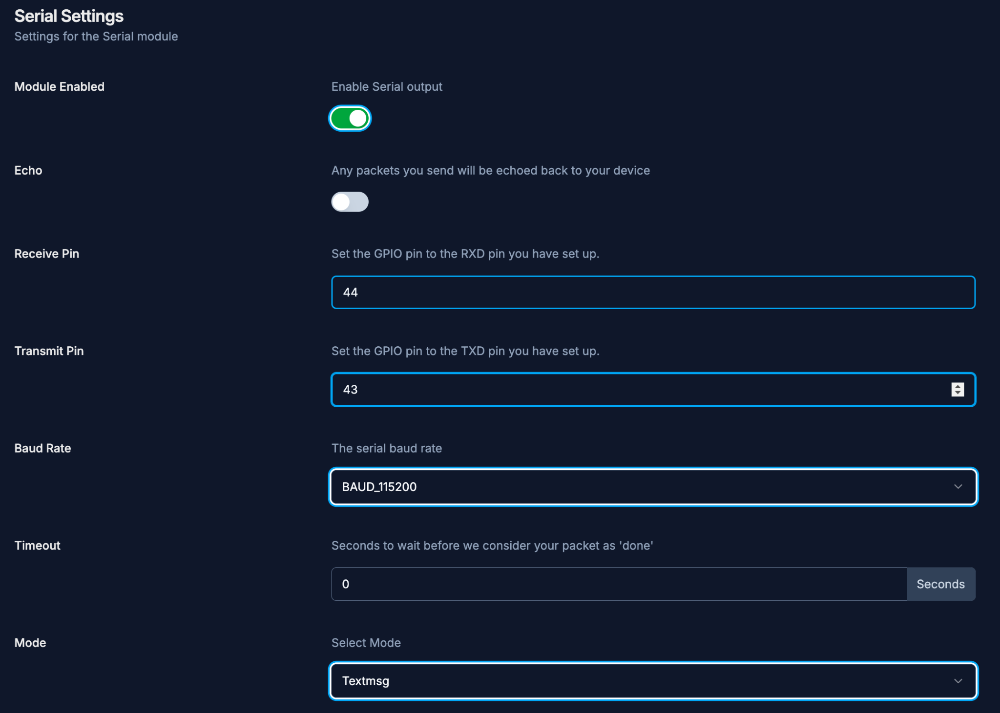 Serial Settings
Settings for the Serial module
Module Enabled
Enable Serial output
Echo
Any packets you send will be echoed back to your device
Receive Pin
Set the GPIO pin to the RXD pin you have set up.
44
Transmit Pin
Set the GPIO pin to the TXD pin you have set up.
43
Baud Rate
The serial baud rate
BAUD_115200
Timeout
Seconds to wait before we consider your packet as 'done'
0
Seconds
Mode
Select Mode
Textmsg